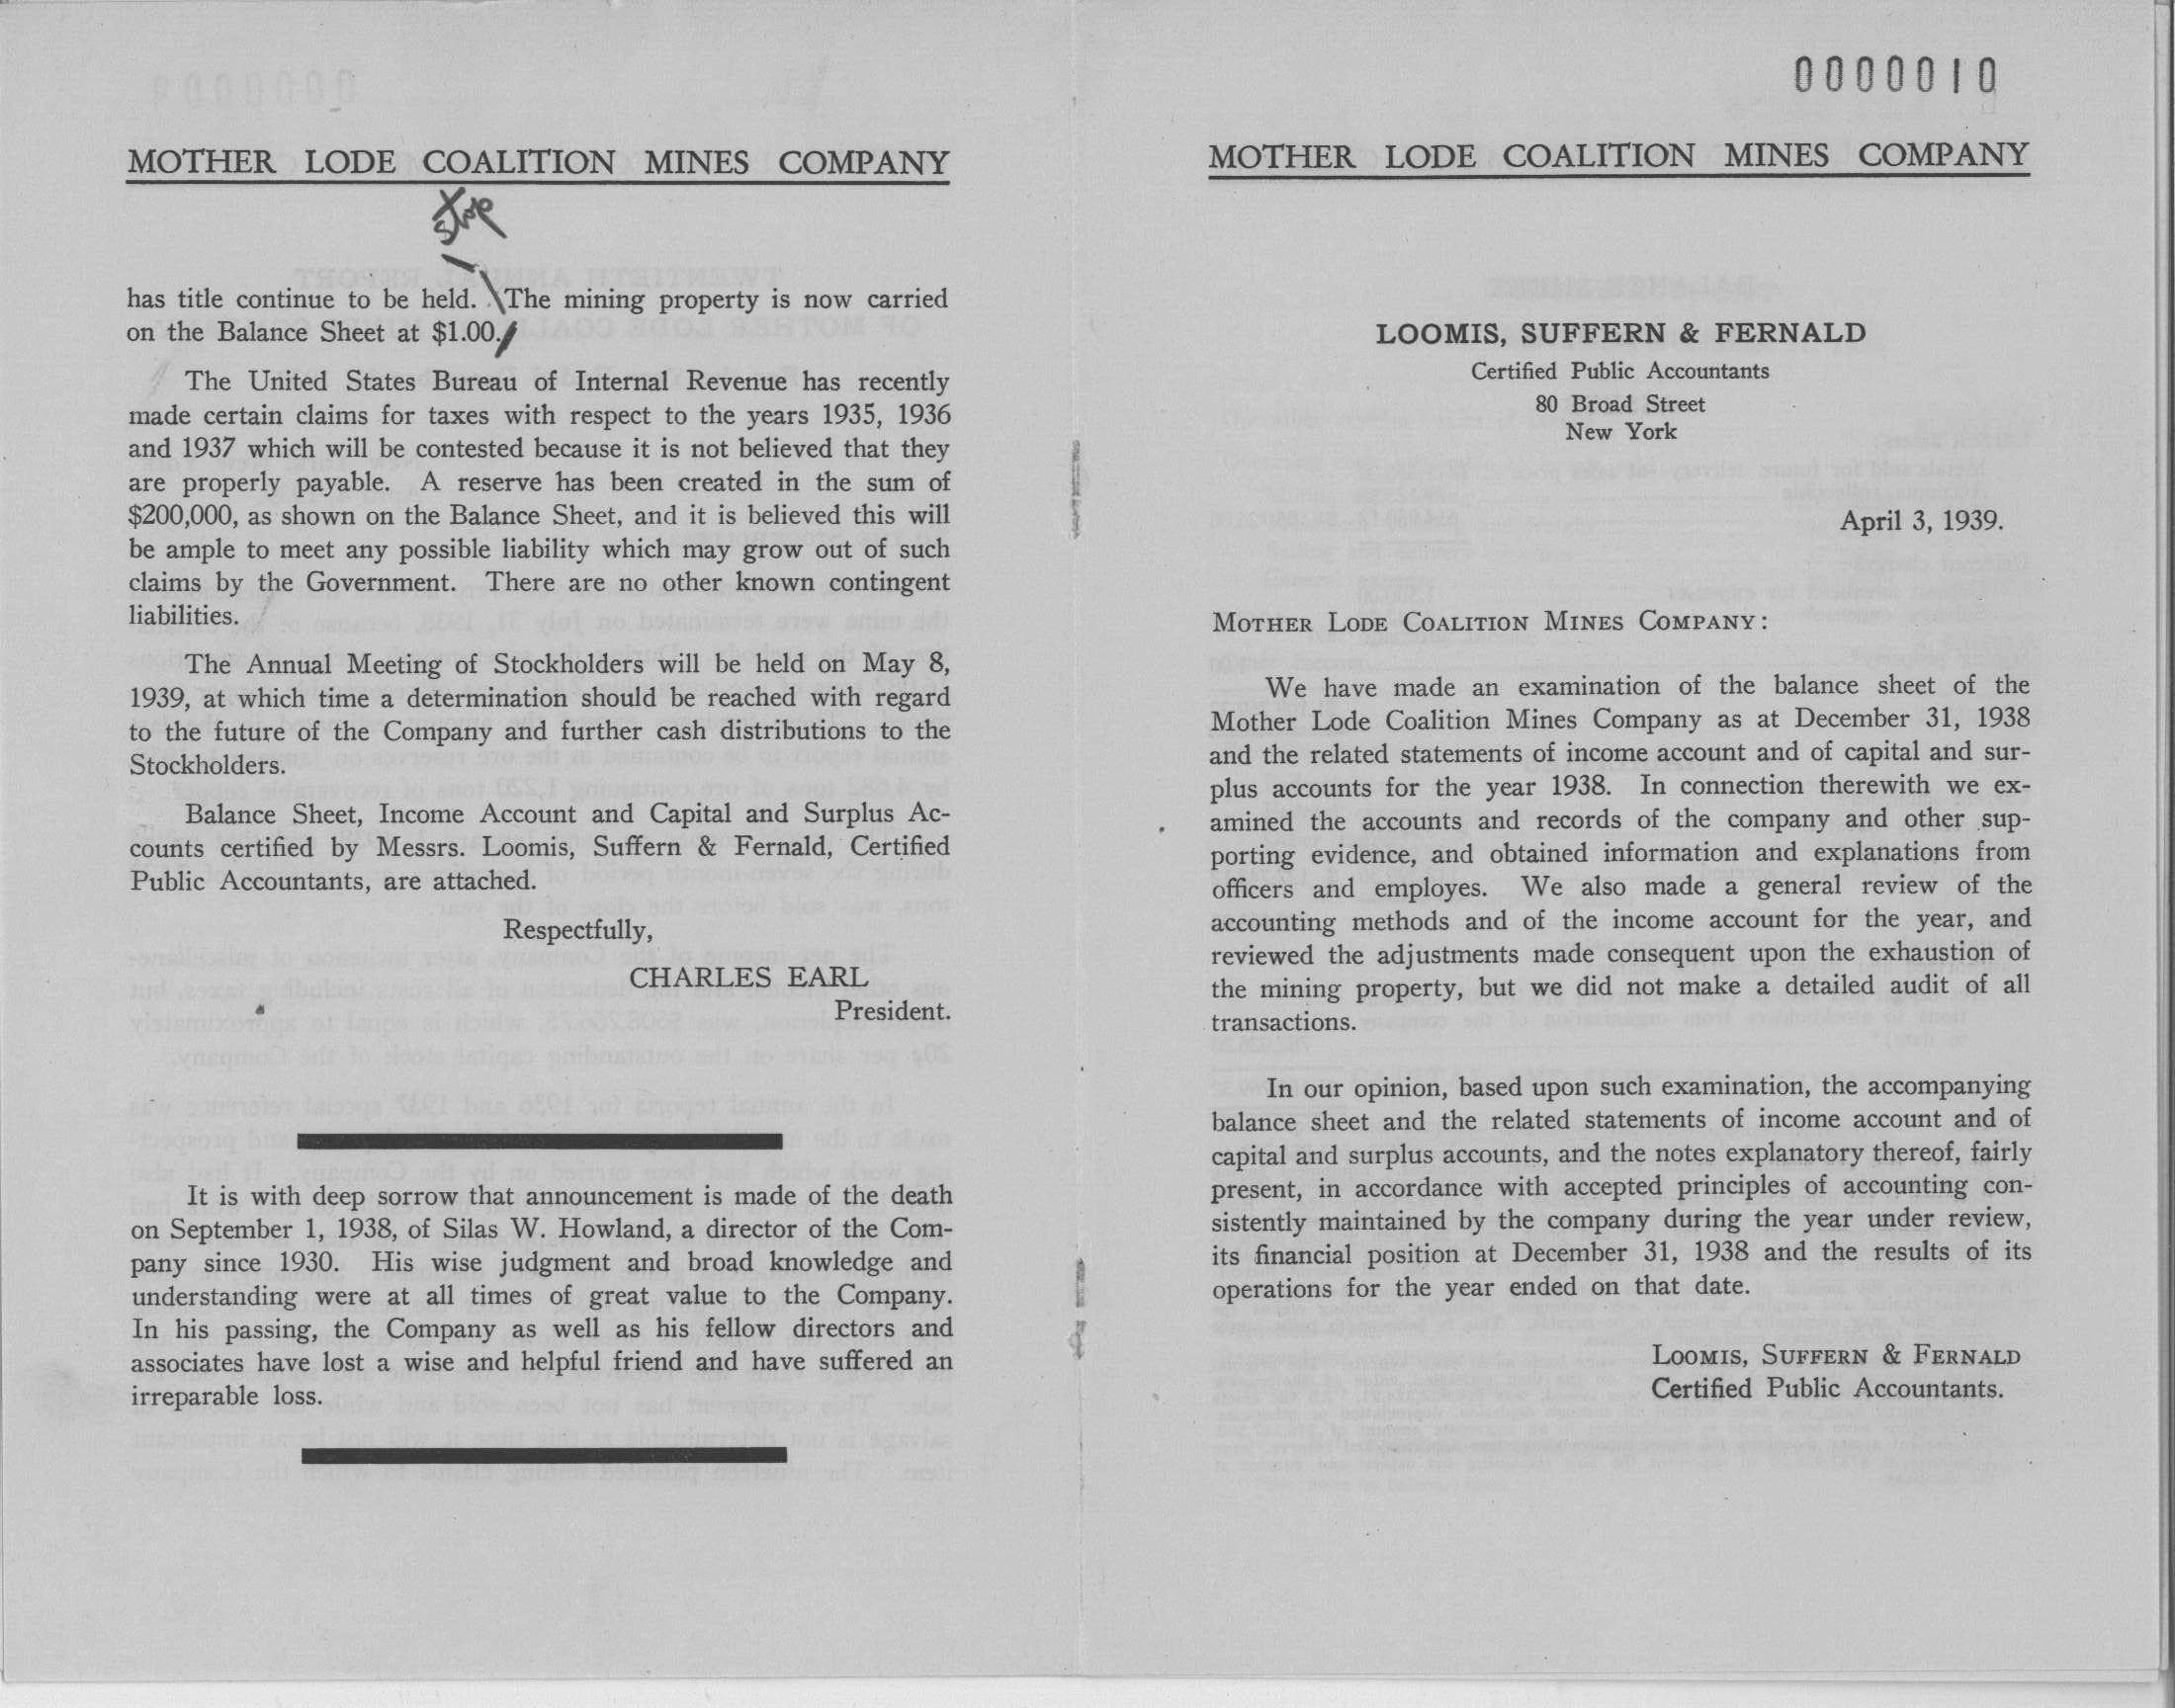 MOTHER LODE COALITION MINES COMPANY
has title continue to be held. The mining property is now carried
on the Balance Sheet at $1.00.
The United States Bureau of Internal Revenue has recently
made certain claims for taxes with respect to the years 1935, 1936
and 1937 which will be contested because it is not believed that they
are properly payable. A reserve has been created in the sum of
$200,000, as shown on the Balance Sheet, and it is believed this will
be ample to meet any possible liability which may grow out of such
claims by the Government. There are no other known contingent
liabilities.
The Annual Meeting of Stockholders will be held on May 8,
1939, at which time a determination should be reached with regard
to the future of the Company and further cash distributions to the
Stockholders.
Balance Sheet, Income Account and Capital and Surplus Ac-
counts certified by Messrs. Loomis, Suffern & Fernald, Certified
Public Accountants, are attached.
Respectfully,
CHARLES EARL
President.
It is with deep sorrow that announcement is made of the death
on September 1, 1938, of Silas W. Howland, a director of the Com-
pany since 1930. His wise judgment and broad knowledge and
understanding were at all times of great value to the Company.
In his passing, the Company as well as his fellow directors and
associates have lost a wise and helpful friend and have suffered an
irreparable loss.
0000010
MOTHER LODE COALITION MINES COMPANY
LOOMIS, SUFFERN & FERNALD
Certified Public Accountants
80 Broad Street
New York
April 3, 1939.
MOTHER LODE COALITION MINES COMPANY:
We have made an examination of the balance sheet of the
Mother Lode Coalition Mines Company as at December 31, 1938
and the related statements of income account and of capital and sur-
plus accounts for the year 1938. In connection therewith we ex-
amined the accounts and records of the company and other sup-
porting evidence, and obtained information and explanations from
officers and employes. We also made a general review of the
accounting methods and of the income account for the year, and
reviewed the adjustments made consequent upon the exhaustion of
the mining property, but we did not make a detailed audit of all
transactions.
In our opinion, based upon such examination, the accompanying
balance sheet and the related statements of income account and of
capital and surplus accounts, and the notes explanatory thereof, fairly
present, in accordance with accepted principles of accounting con-
sistently maintained by the company during the year under review,
its financial position at December 31, 1938 and the results of its
operations for the year ended on that date.
LOOMIS, SUFFERN & FERNALD
Certified Public Accountants.